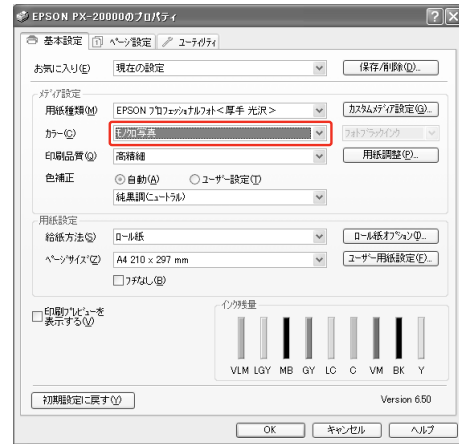 EPSON PX-20000のプロパティ
基本設定 ページ設定 ユーティリティ
お気に入り(E) 現在の設定 保存/削除(D)...
メディア設定
用紙種類(M) EPSON プロフェッショナルフォト<厚手 光沢> カスタムメディア設定(G)...
カラー(C) モノクロ写真 フォトブラックインク
印刷品質(Q) 高精細 用紙調整(P)...
色補正 自動(A) ユーザー設定(T)
純黒調(ニュートラル)
用紙設定
給紙方法(S) ロール紙 ロール紙オプション(I)...
ページサイズ(Z) A4 210 x 297 mm ユーザー用紙設定(F)...
フチなし(B)
印刷プレビューを
表示する(V)
インク残量
VLM LGY MB GY LC C VM BK Y
初期設定に戻す(Y) Version 6.50
OK キャンセル ヘルプ